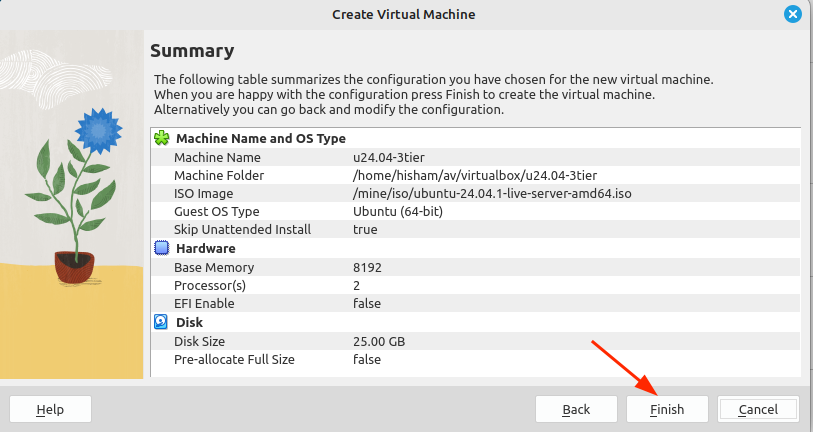 Create Virtual Machine
Summary
The following table summarizes the configuration you have chosen for the new virtual machine.
When you are happy with the configuration press Finish to create the virtual machine.
Alternatively you can go back and modify the configuration.
Machine Name and OS Type
Machine Name u24.04-3tier
Machine Folder /home/hisham/av/virtualbox/u24.04-3tier
ISO Image /mine/iso/ubuntu-24.04.1-live-server-amd64.iso
Guest OS Type Ubuntu (64-bit)
Skip Unattended Install true
Hardware
Base Memory 8192
Processor(s) 2
EFI Enable false
Disk
Disk Size 25.00 GB
Pre-allocate Full Size false
Help Back Finish Cancel